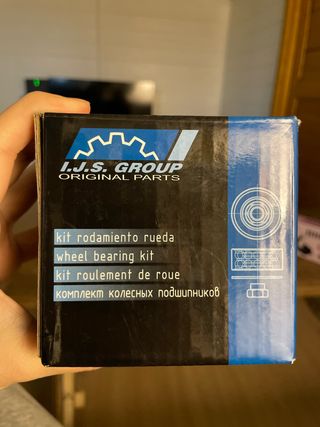 I.J.S. GROUP
ORIGINAL PARTS
kit rodamiento rueda
wheel bearing kit
kit roulement de roue
комплект колесных подшипников